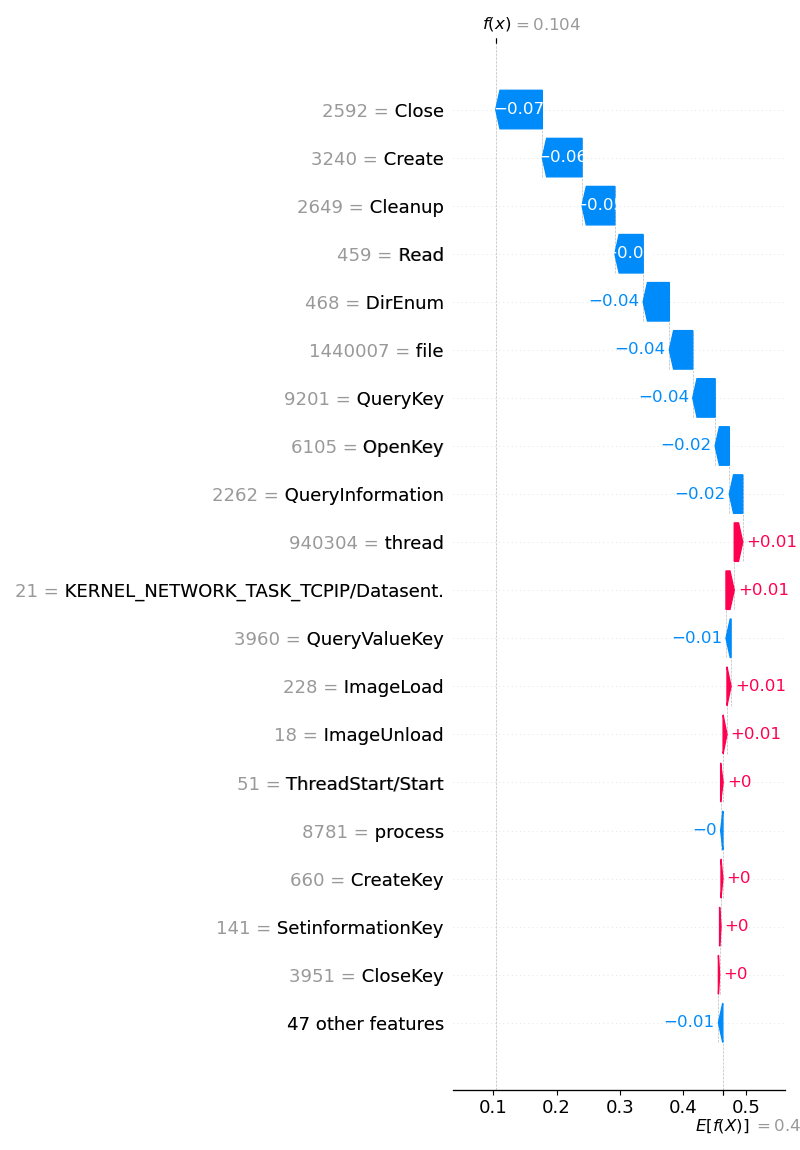 f(x) = 0.104
2592 = Close −0.07
3240 = Create −0.06
2649 = Cleanup −0.05
459 = Read −0.0
468 = DirEnum −0.04
1440007 = file −0.04
9201 = QueryKey −0.04
6105 = OpenKey −0.02
2262 = QueryInformation −0.02
940304 = thread +0.01
21 = KERNEL_NETWORK_TASK_TCPIP/Datasent. +0.01
3960 = QueryValueKey −0.01
228 = ImageLoad +0.01
18 = ImageUnload +0.01
51 = ThreadStart/Start +0
8781 = process −0
660 = CreateKey +0
141 = SetinformationKey +0
3951 = CloseKey +0
47 other features −0.01
0.1 0.2 0.3 0.4 0.5
E[f(X)] = 0.4